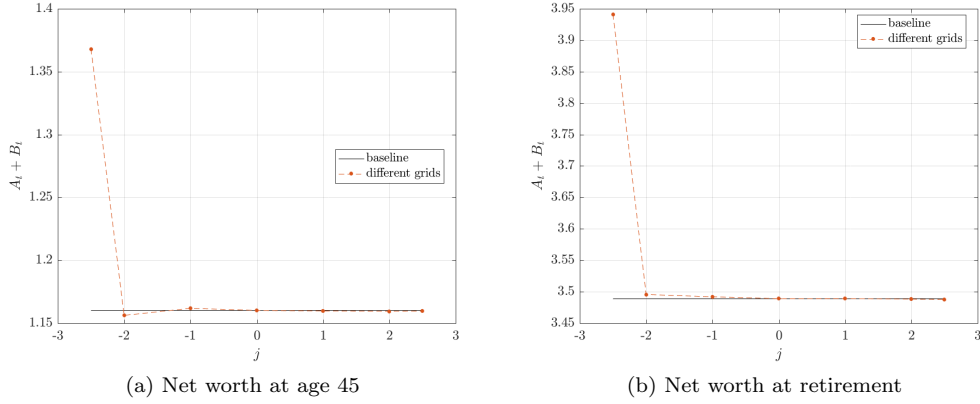 1.4
1.35
1.3
1.25
1.2
1.15
A_t + B_t
-3 -2 -1 0 1 2 3
j
baseline
different grids
(a) Net worth at age 45
3.95
3.9
3.85
3.8
3.75
3.7
3.65
3.6
3.55
3.5
3.45
A_t + B_t
-3 -2 -1 0 1 2 3
j
baseline
different grids
(b) Net worth at retirement